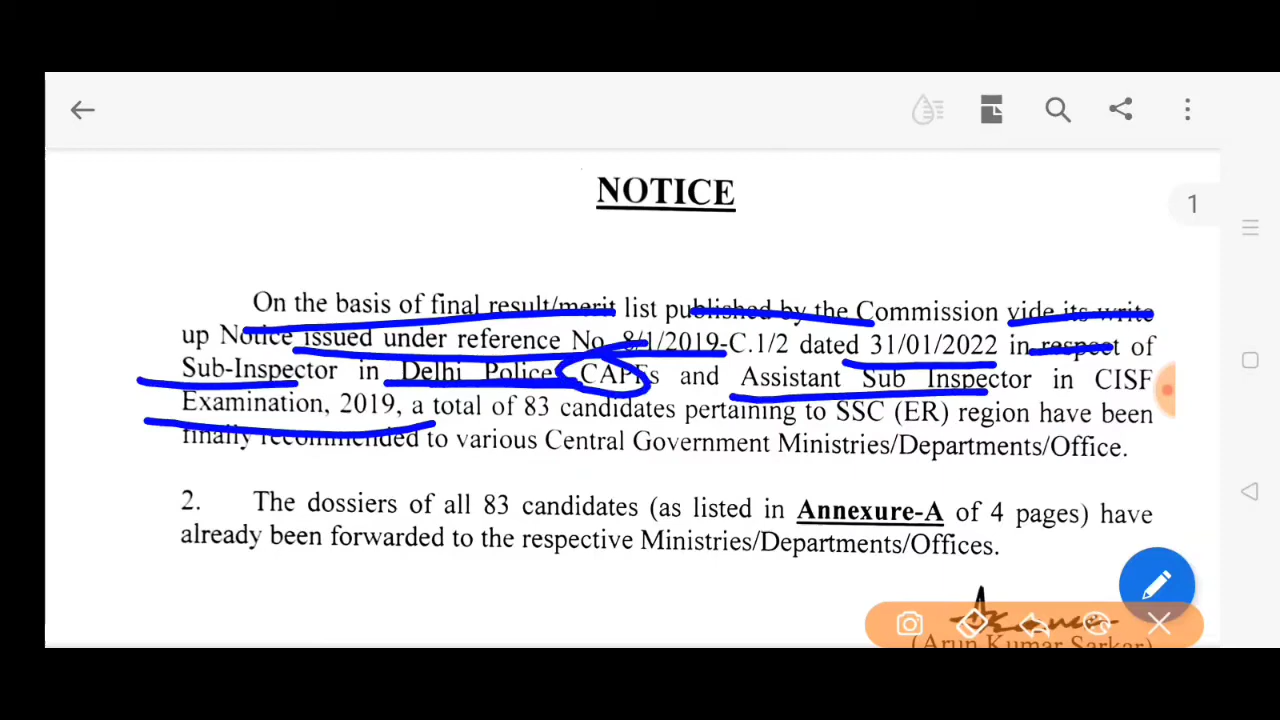 NOTICE
1
On the basis of final result/merit list published by the Commission vide its write
up Notice issued under reference No. 8/1/2019-C.1/2 dated 31/01/2022 in respect of
Sub-Inspector in Delhi Police, CAPFs and Assistant Sub Inspector in CISF
Examination, 2019, a total of 83 candidates pertaining to SSC (ER) region have been
finally recommended to various Central Government Ministries/Departments/Office.
2. The dossiers of all 83 candidates (as listed in Annexure-A of 4 pages) have
already been forwarded to the respective Ministries/Departments/Offices.
(Arun Kumar Sarkar)